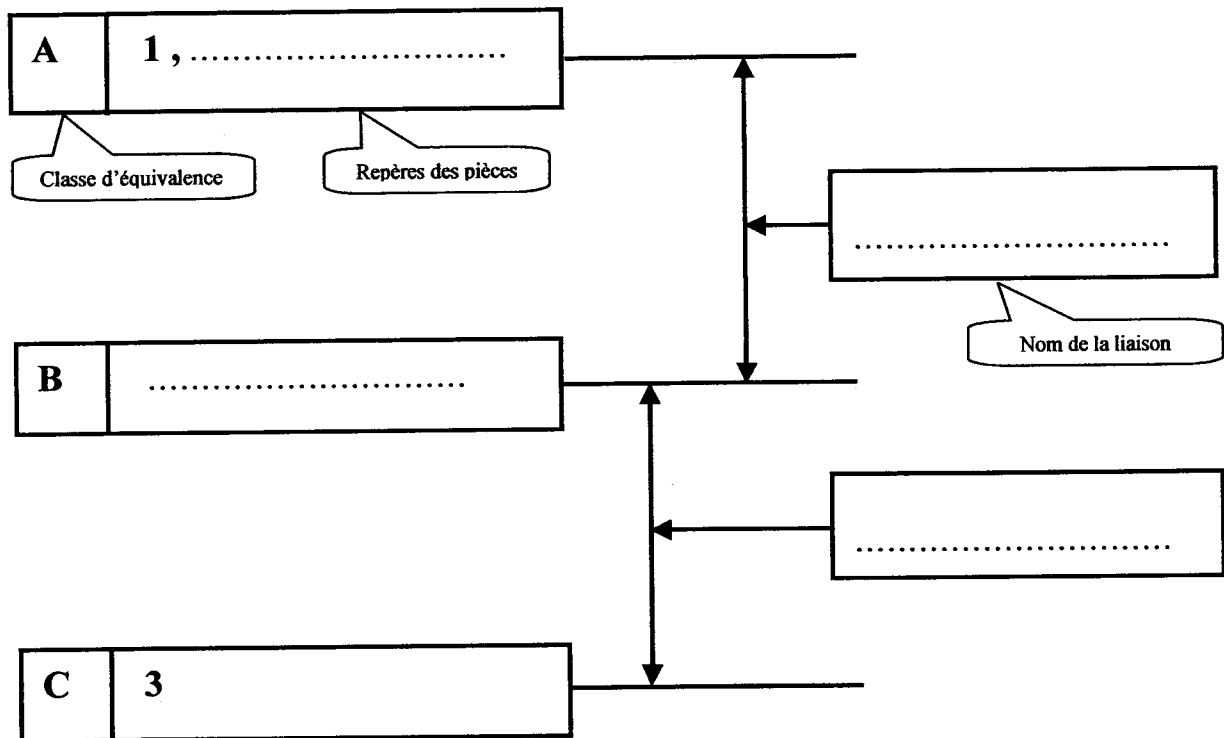 A 1 , ..............................
Classe d'équivalence
Repères des pièces
..............................
Nom de la liaison
B ..............................
..............................
C 3